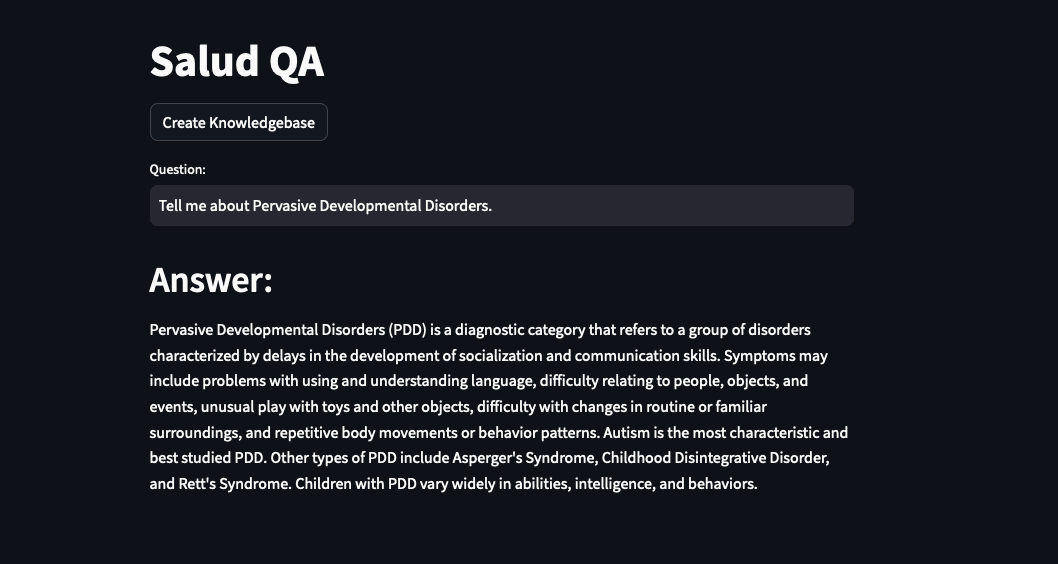 Salud QA
Create Knowledgebase
Question:
Tell me about Pervasive Developmental Disorders.
Answer:
Pervasive Developmental Disorders (PDD) is a diagnostic category that refers to a group of disorders
characterized by delays in the development of socialization and communication skills. Symptoms may
include problems with using and understanding language, difficulty relating to people, objects, and
events, unusual play with toys and other objects, difficulty with changes in routine or familiar
surroundings, and repetitive body movements or behavior patterns. Autism is the most characteristic and
best studied PDD. Other types of PDD include Asperger's Syndrome, Childhood Disintegrative Disorder,
and Rett's Syndrome. Children with PDD vary widely in abilities, intelligence, and behaviors.